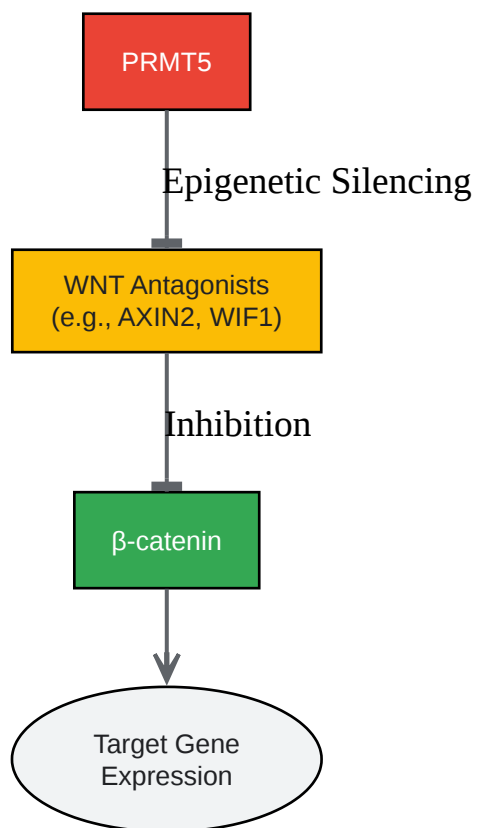 PRMT5
Epigenetic Silencing
WNT Antagonists
(e.g., AXIN2, WIF1)
Inhibition
β-catenin
Target Gene
Expression